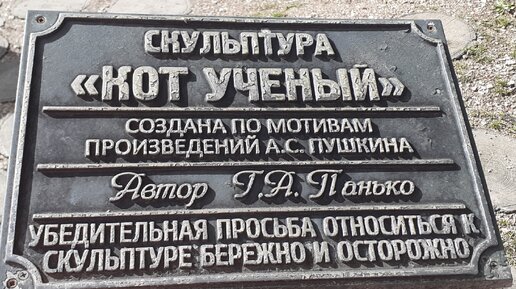 СКУЛЬПТУРА
«КОТ УЧЕНЫЙ»
СОЗДАНА ПО МОТИВАМ
ПРОИЗВЕДЕНИЙ А.С. ПУШКИНА
Автор Г.А. Панько
УБЕДИТЕЛЬНАЯ ПРОСЬБА ОТНОСИТЬСЯ К
СКУЛЬПТУРЕ БЕРЕЖНО И ОСТОРОЖНО